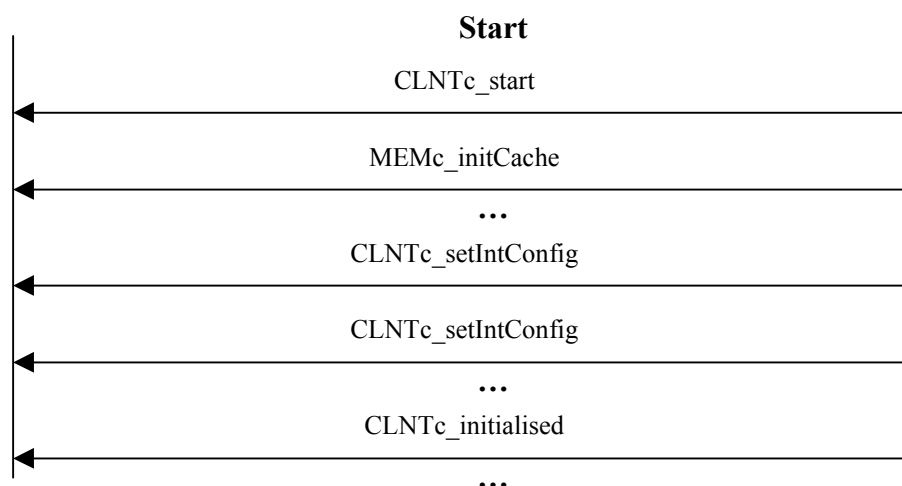 Start
CLNTc_start
MEMc_initCache
...
CLNTc_setIntConfig
CLNTc_setIntConfig
...
CLNTc_initialised
...